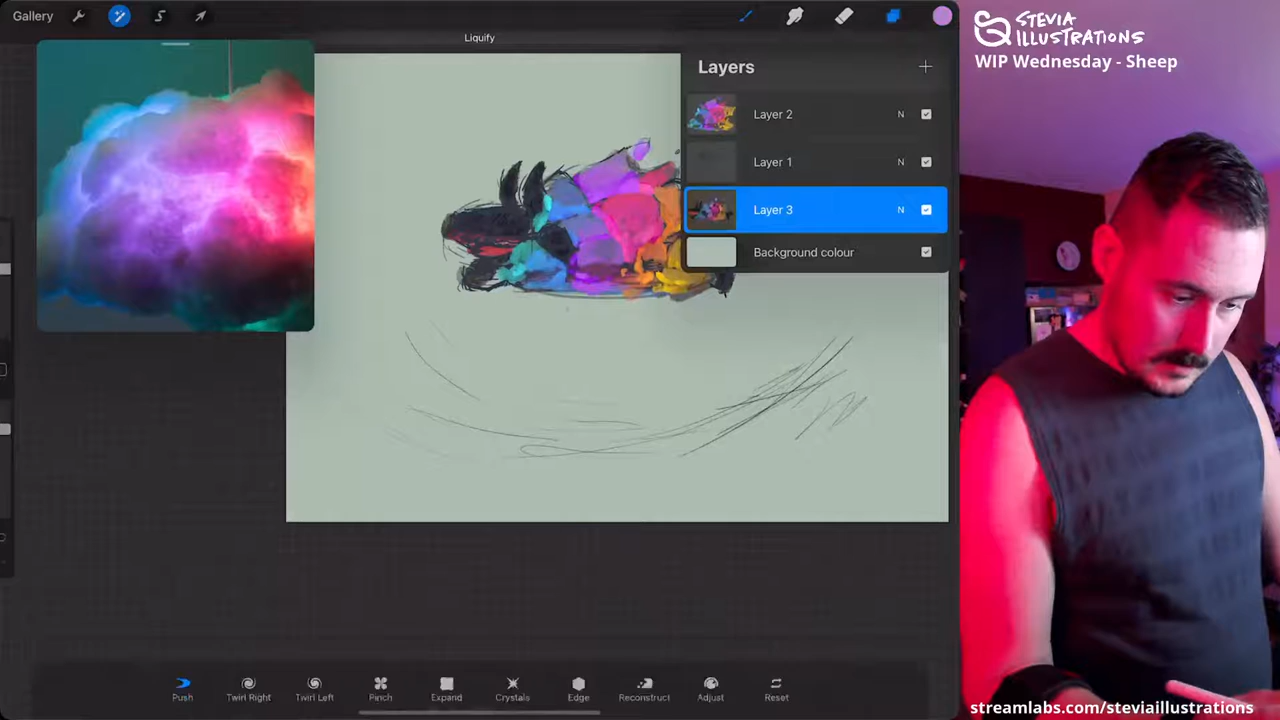 Gallery
Liquify
Layers
Layer 2
N
Layer 1
N
Layer 3
N
Background colour
Push
Twirl Right
Twirl Left
Pinch
Expand
Crystals
Edge
Reconstruct
Adjust
Reset
STEVIA
ILLUSTRATIONS
WIP Wednesday - Sheep
streamlabs.com/steviaillustrations